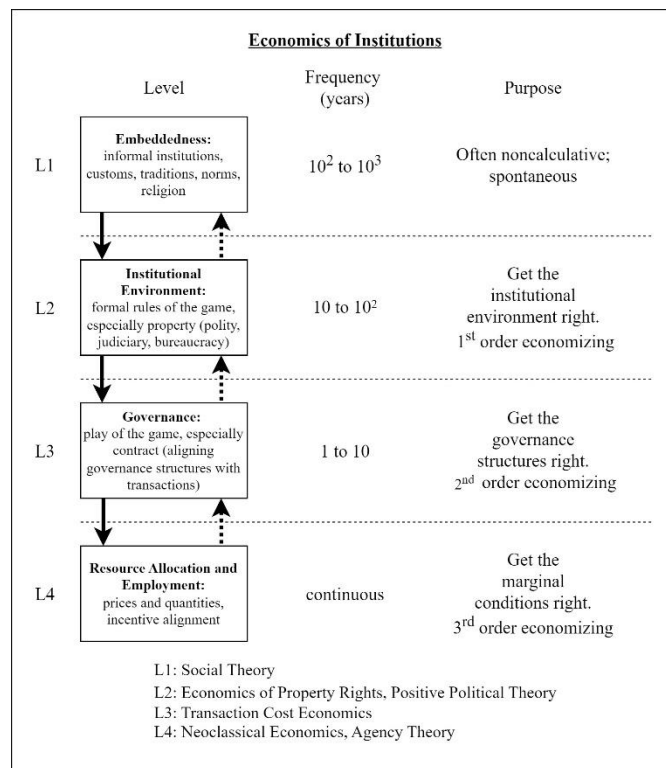 Economics of Institutions
Level
Frequency
(years)
Purpose
L1
Embeddedness:
informal institutions,
customs, traditions, norms,
religion
10² to 10³
Often noncalculative;
spontaneous
L2
Institutional
Environment:
formal rules of the game,
especially property (polity,
judiciary, bureaucracy)
10 to 10²
Get the
institutional
environment right.
1st order economizing
L3
Governance:
play of the game, especially
contract (aligning
governance structures with
transactions)
1 to 10
Get the
governance
structures right.
2nd order economizing
L4
Resource Allocation and
Employment:
prices and quantities,
incentive alignment
continuous
Get the
marginal
conditions right.
3rd order economizing
L1: Social Theory
L2: Economics of Property Rights, Positive Political Theory
L3: Transaction Cost Economics
L4: Neoclassical Economics, Agency Theory